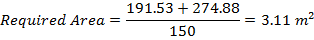 Required Area = (191.53 + 274.88) / 150 = 3.11 m²